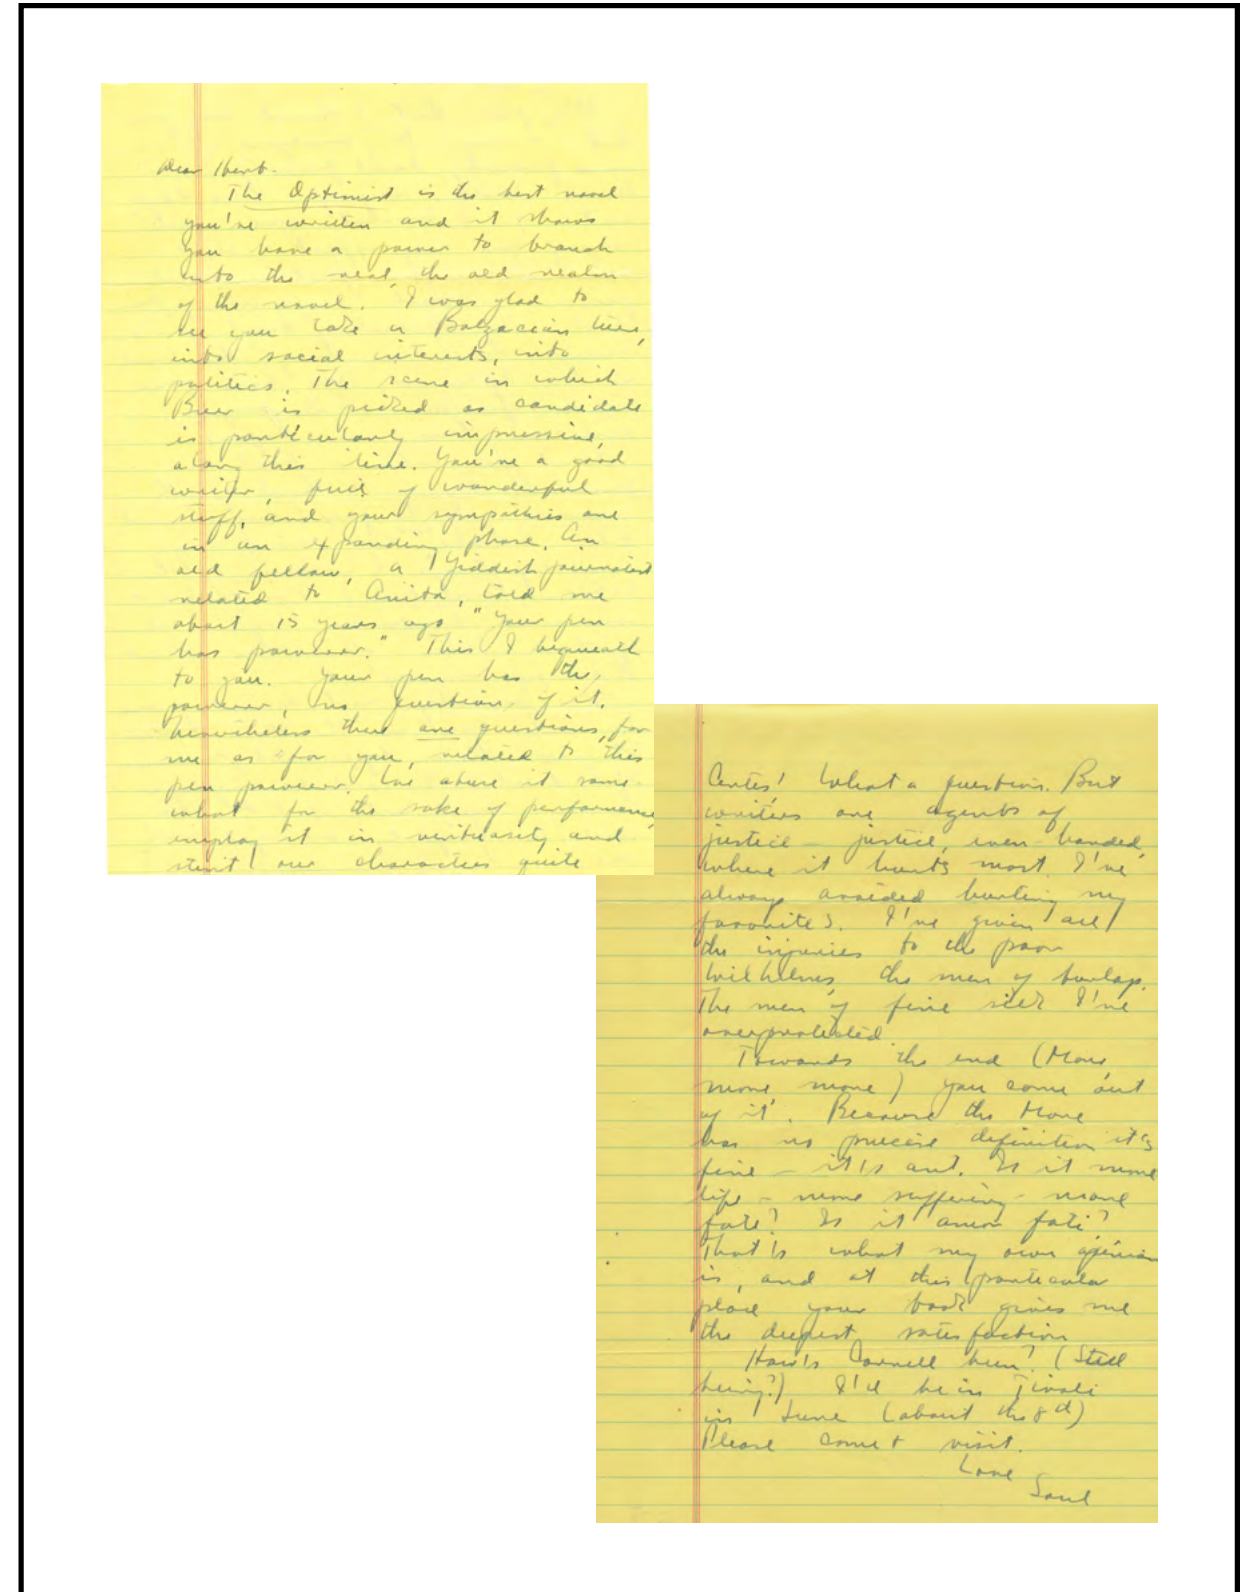 Dear Herb.
The Optimist is the best novel
you've written and it shows
you have a power to branch
into the real, the old realm
of the novel. I was glad to
see you take a Balzacian turn,
into social interests, into
politics. The scene in which
Burr is picked as candidate
is particularly impressive,
along this line. You're a good
writer, full of wonderful
stuff, and your sympathies are
in an expanding phase. An
old fellow, a Yiddish journalist
related to Anita, told me
about 15 years ago "Your pen
has powerer." This I bequeath
to you. Your pen has the
powerer, no question of it.
Nevertheless there are questions, for
me as for you, related to this
pen powerer. We abuse it some-
what for the sake of performance,
employ it in virtuosity, and
stint our characters quite
What a question. But
writers are agents of
justice – justice, even-handed,
where it hurts most. I've
always avoided hurting my
favorites. I've given all
the injuries to the poor
Wilhelms, the men of burlap.
The men of fine silk I've
overprotected.
Towards the end (More,
more, more) you come out
of it. Because the More
has no precise definition it's
fine – it's art. Is it more
life – more suffering – more
fate? Is it amor fati?
That's what my own opinion
is, and at this particular
place your book gives me
the deepest satisfaction
How's Cornell been? (Still
being?) I'll be in Tivoli
in June (about the 8th)
Please come & visit.
Love
Saul